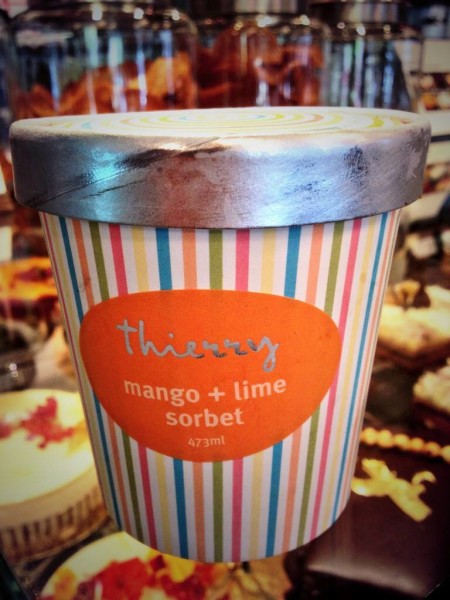 thierry
mango + lime
sorbet
473ml